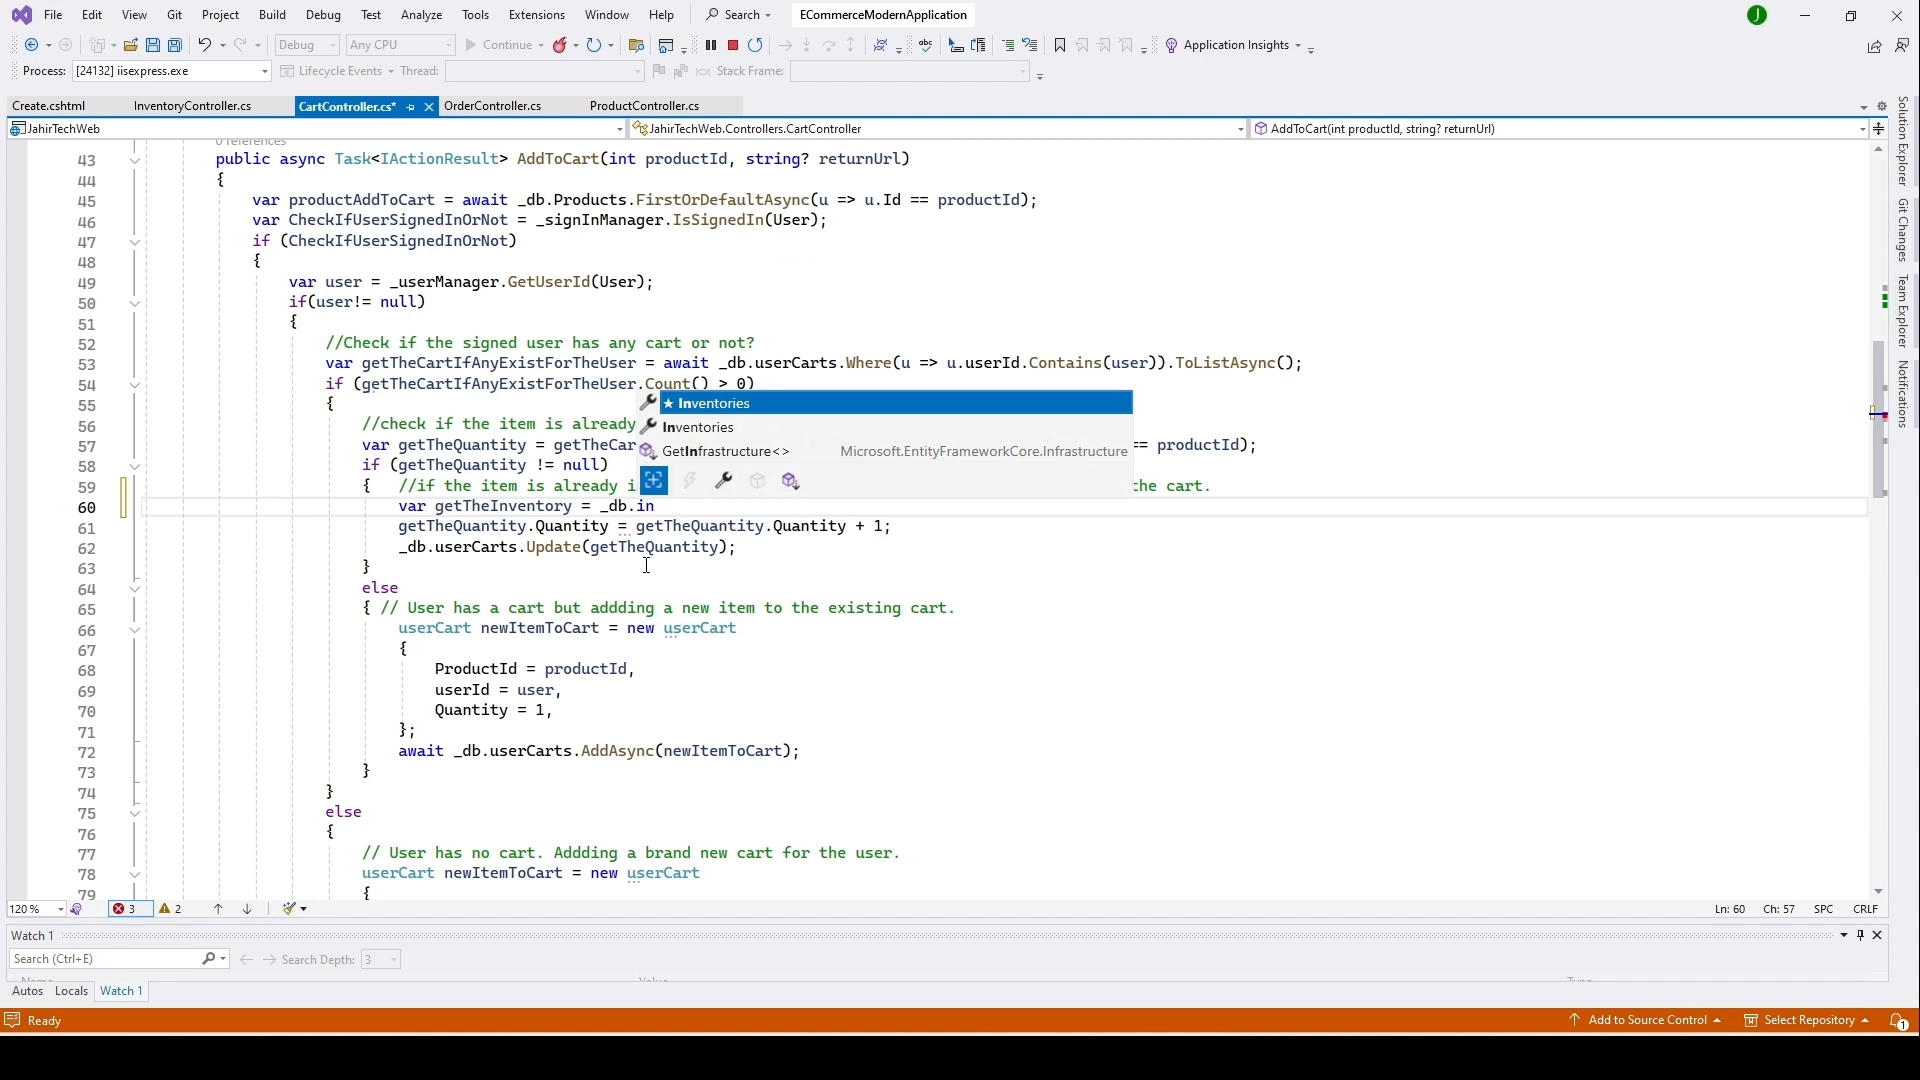 File Edit View Git Project Build Debug Test Analyze Tools Extensions Window Help Search ECommerceModernApplication J
Debug Any CPU Continue Application Insights
Process: [24132] iisexpress.exe Lifecycle Events Thread: Stack Frame:
Create.cshtml InventoryController.cs CartController.cs* OrderController.cs ProductController.cs
JahirTechWeb JahirTechWeb.Controllers.CartController AddToCart(int productId, string? returnUrl)
0 references
43 public async Task<IActionResult> AddToCart(int productId, string? returnUrl)
44 {
45 var productAddToCart = await _db.Products.FirstOrDefaultAsync(u => u.Id == productId);
46 var CheckIfUserSignedInOrNot = _signInManager.IsSignedIn(User);
47 if (CheckIfUserSignedInOrNot)
48 {
49 var user = _userManager.GetUserId(User);
50 if(user!= null)
51 {
52 //Check if the signed user has any cart or not?
53 var getTheCartIfAnyExistForTheUser = await _db.userCarts.Where(u => u.userId.Contains(user)).ToListAsync();
54 if (getTheCartIfAnyExistForTheUser.Count() > 0)
55 {
★ Inventories
56 //check if the item is already
Inventories
57 var getTheQuantity = getTheCar == productId);
GetInfrastructure<> Microsoft.EntityFrameworkCore.Infrastructure
58 if (getTheQuantity != null)
59 { //if the item is already i the cart.
60 var getTheInventory = _db.in
61 getTheQuantity.Quantity = getTheQuantity.Quantity + 1;
62 _db.userCarts.Update(getTheQuantity);
63 }
64 else
65 { // User has a cart but addding a new item to the existing cart.
66 userCart newItemToCart = new userCart
67 {
68 ProductId = productId,
69 userId = user,
70 Quantity = 1,
71 };
72 await _db.userCarts.AddAsync(newItemToCart);
73 }
74 }
75 else
76 {
77 // User has no cart. Addding a brand new cart for the user.
78 userCart newItemToCart = new userCart
79 {
120 % 3 2 Ln: 60 Ch: 57 SPC CRLF
Watch 1
Search (Ctrl+E) Search Depth: 3
Autos Locals Watch 1
Ready Add to Source Control Select Repository 1
Solution Explorer
Git Changes
Team Explorer
Notifications